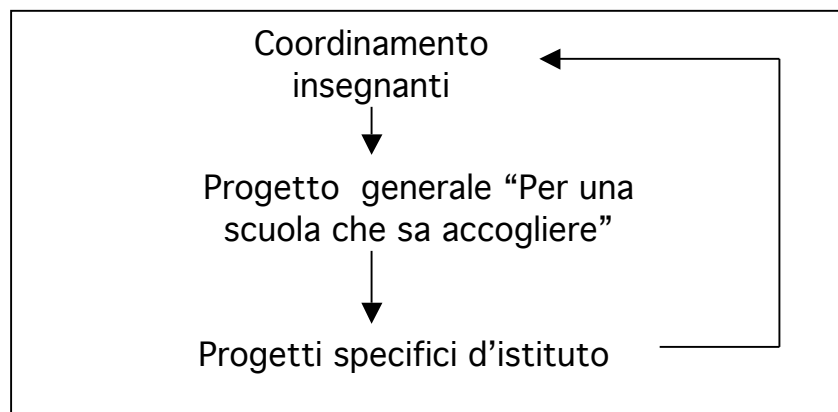 Coordinamento
insegnanti
Progetto generale “Per una
scuola che sa accogliere”
Progetti specifici d’istituto